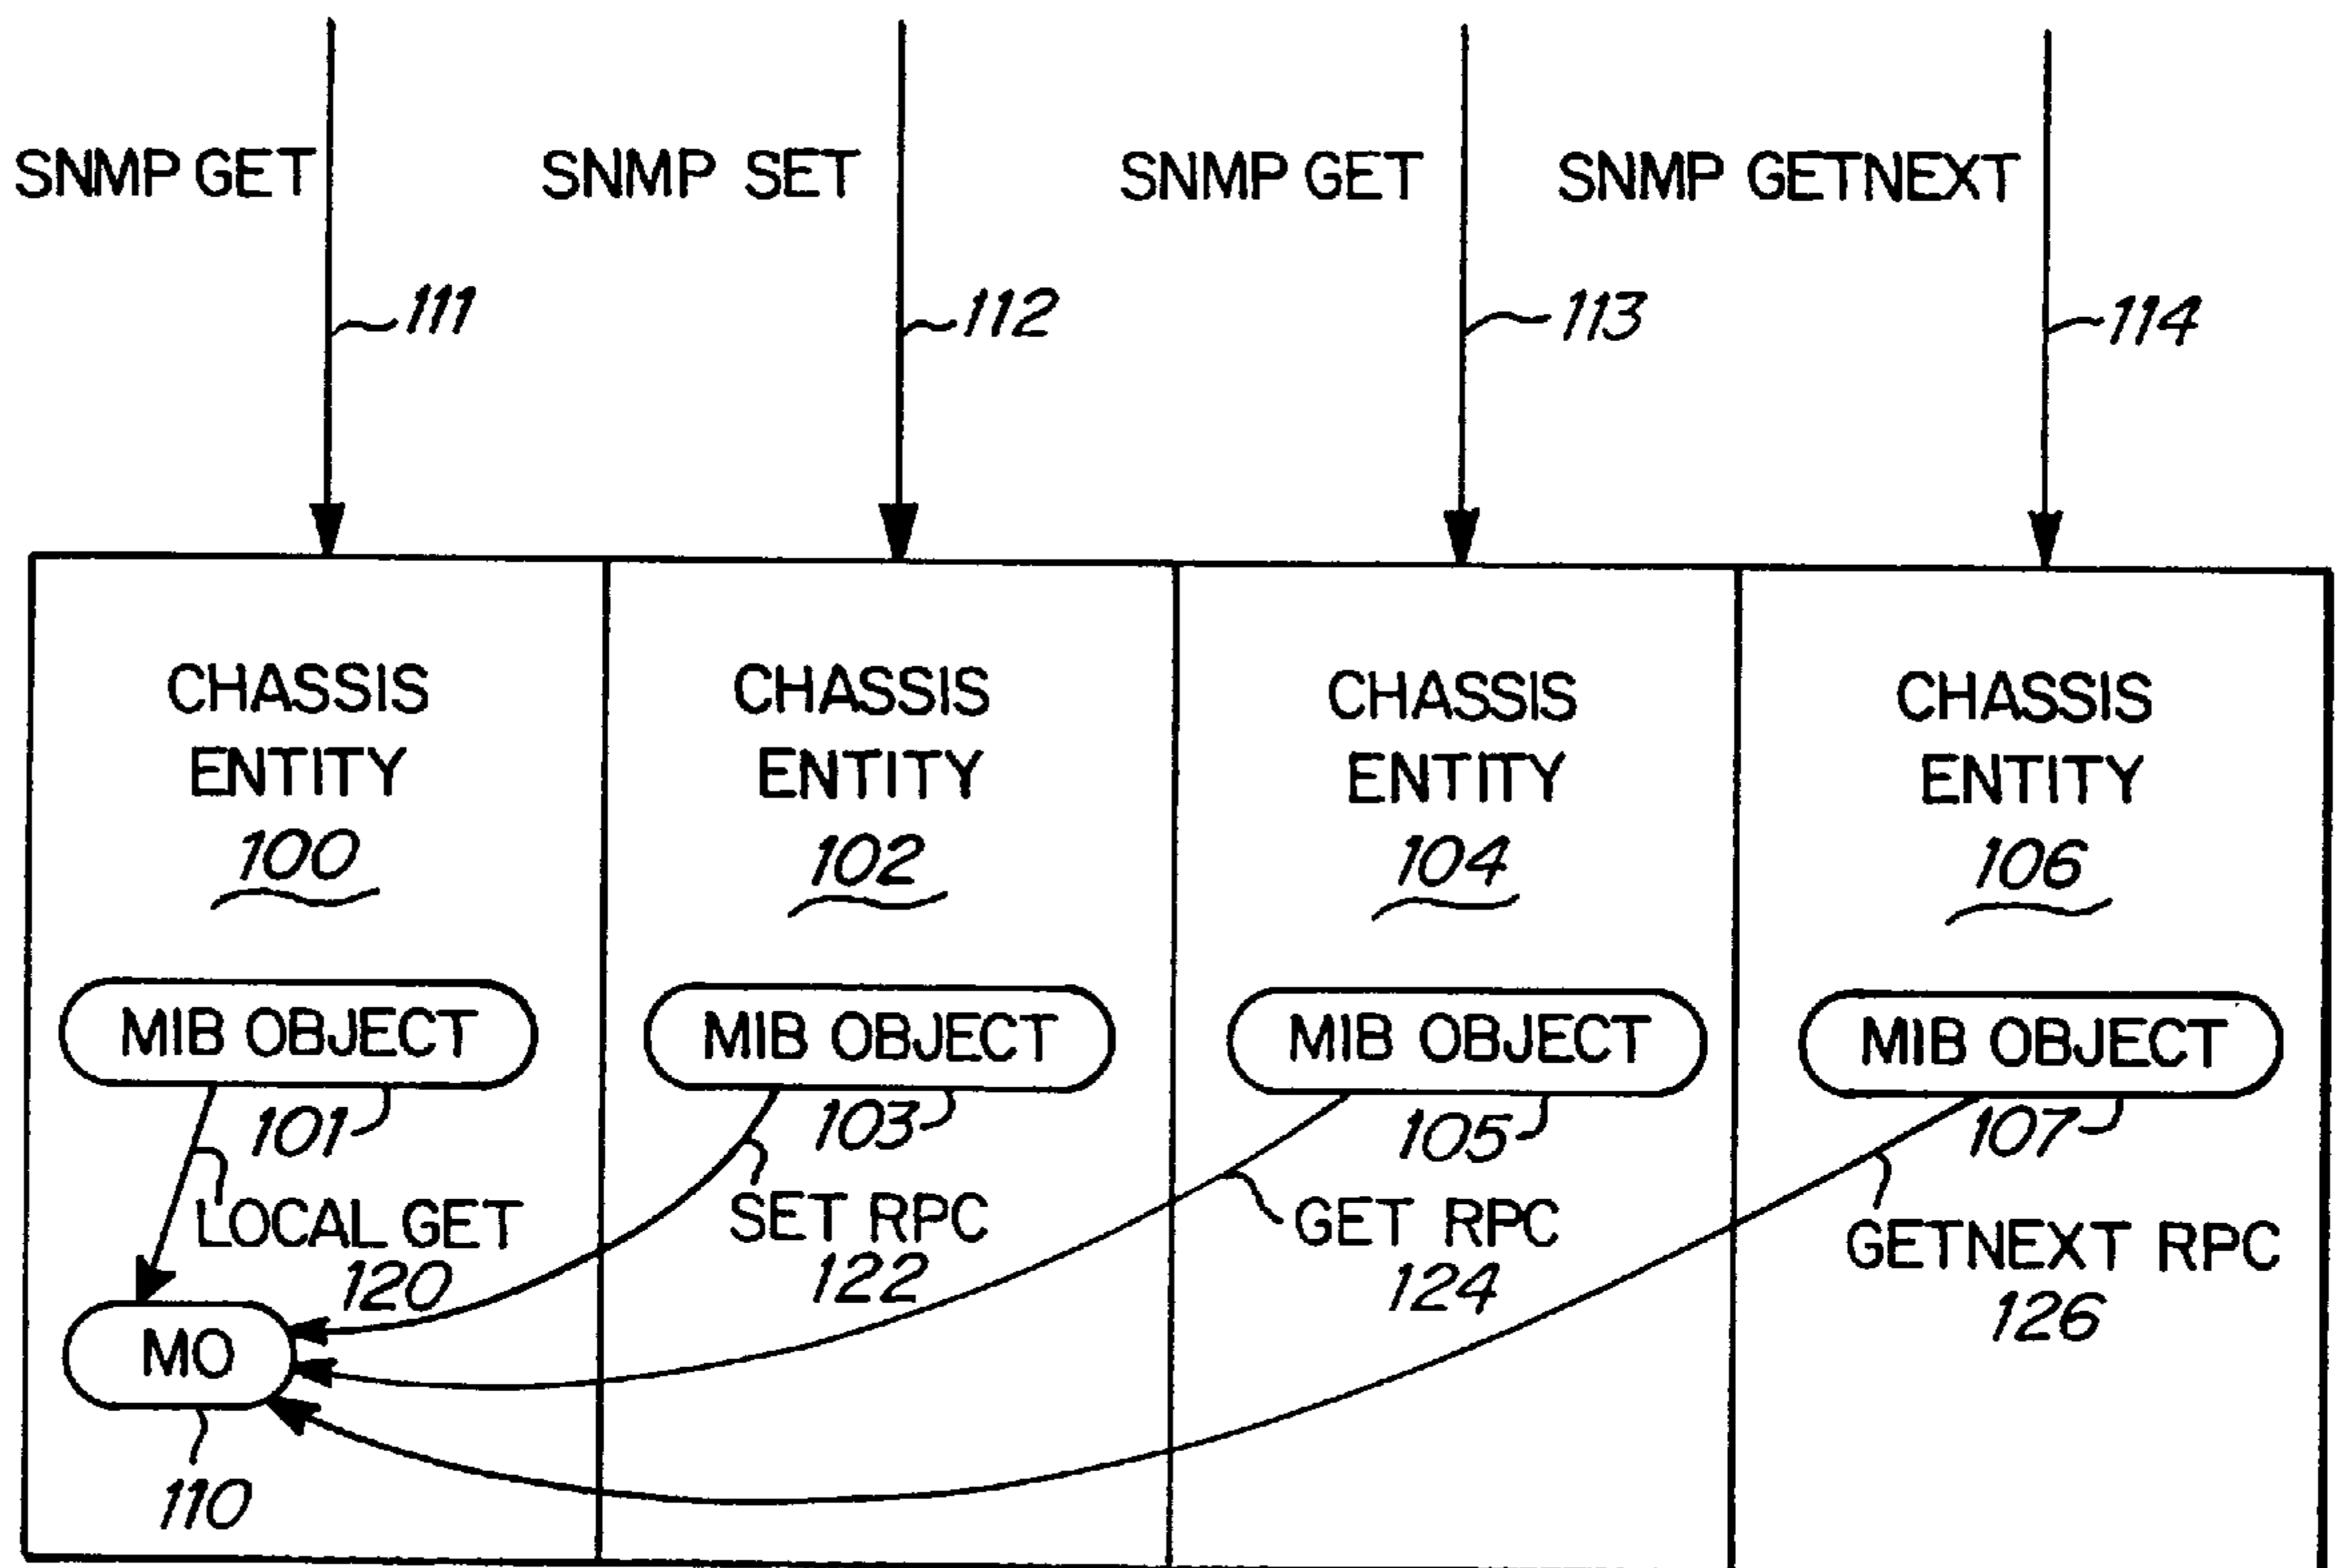 SNMP GET
SNMP SET
SNMP GET
SNMP GETNEXT
111
112
113
114
CHASSIS
ENTITY
100
CHASSIS
ENTITY
102
CHASSIS
ENTITY
104
CHASSIS
ENTITY
106
MIB OBJECT
MIB OBJECT
MIB OBJECT
MIB OBJECT
101
103
105
107
LOCAL GET
120
SET RPC
122
GET RPC
124
GETNEXT RPC
126
MO
110